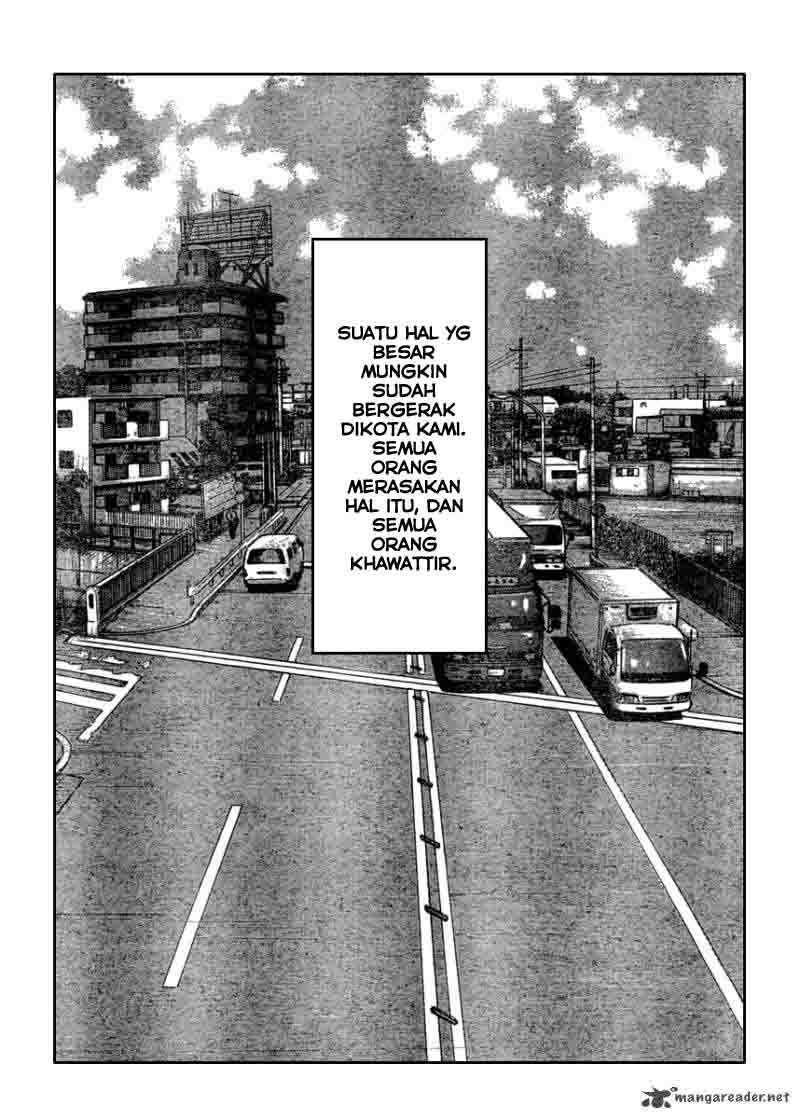 SUATU HAL YG
BESAR
MUNGKIN
SUDAH
BERGERAK
DIKOTA KAMI.
SEMUA
ORANG
MERASAKAN
HAL ITU, DAN
SEMUA
ORANG
KHAWATTIR.
mangareader.net